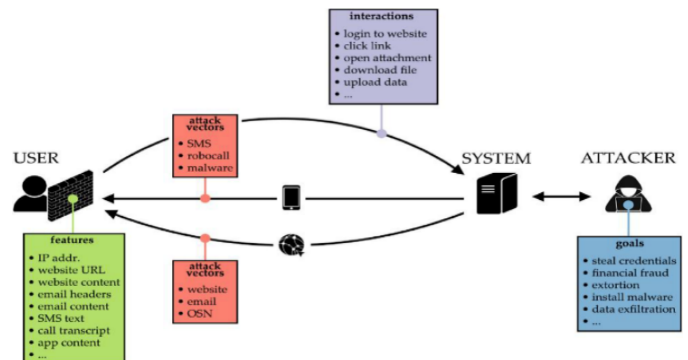 interactions
• login to website
• click link
• open attachment
• download file
• upload data
• ...
attack
vectors
• SMS
• robocall
• malware
USER
SYSTEM
ATTACKER
features
• IP addr.
• website URL
• website content
• email headers
• email content
• SMS text
• call transcript
• app content
• ...
attack
vectors
• website
• email
• OSN
goals
• steal credentials
• financial fraud
• extortion
• install malware
• data exfiltration
• ...